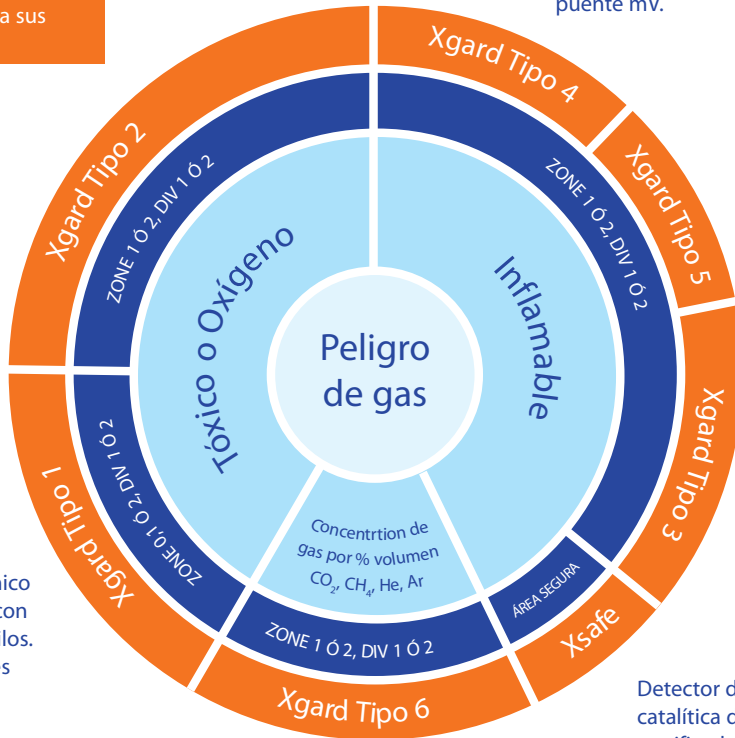 a sus
puente mV.
Xgard Tipo 4
Xgard Tipo 2
Xgard Tipo 5
ZONE 1 Ó 2, DIV 1 Ó 2
ZONE 1 Ó 2, DIV 1 Ó 2
Tóxico o Oxígeno
Inflamable
Peligro
de gas
Xgard Tipo 3
Xgard Tipo 1
ZONE 0,1 Ó 2, DIV 1 Ó 2
Concentrtion de
gas por % volumen
CO₂, CH₄, He, Ar
ÁREA SEGURA
ZONE 1 Ó 2, DIV 1 Ó 2
Xsafe
Xgard Tipo 6
nico
con
ilos.
es
Detector d
catalítica d